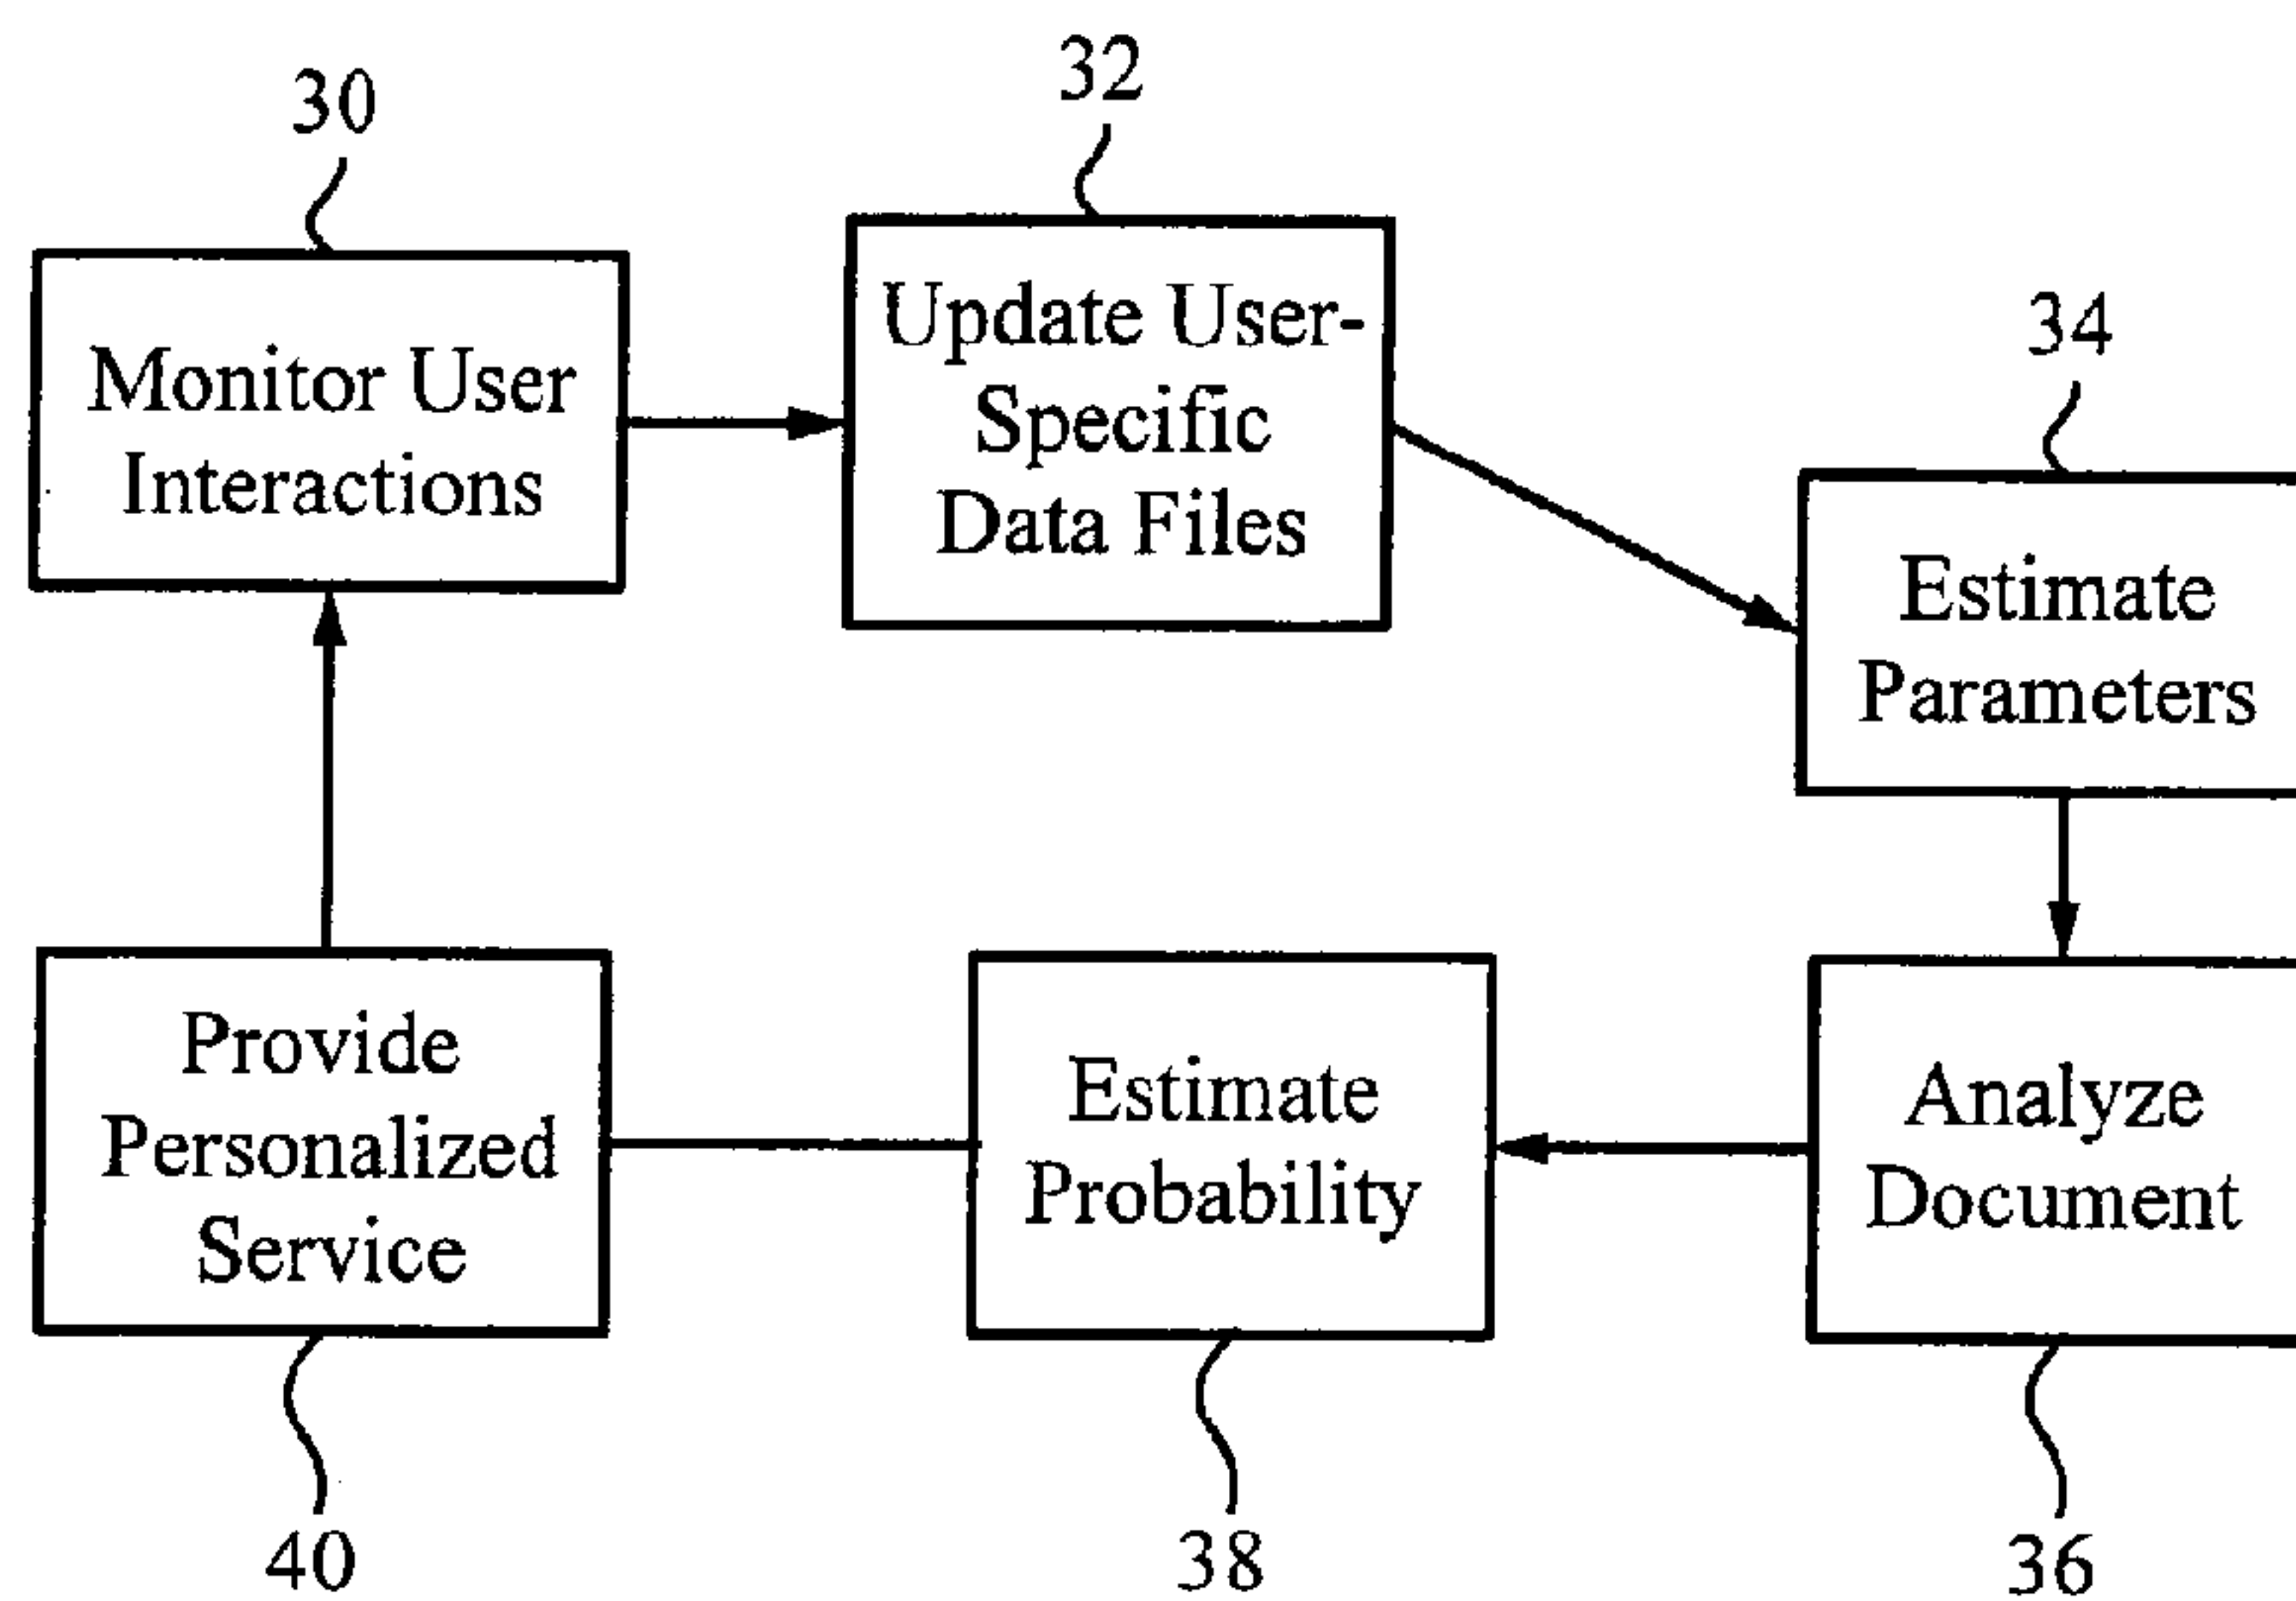 30
Monitor User
Interactions
32
Update User-
Specific
Data Files
34
Estimate
Parameters
Analyze
Document
36
Estimate
Probability
38
Provide
Personalized
Service
40